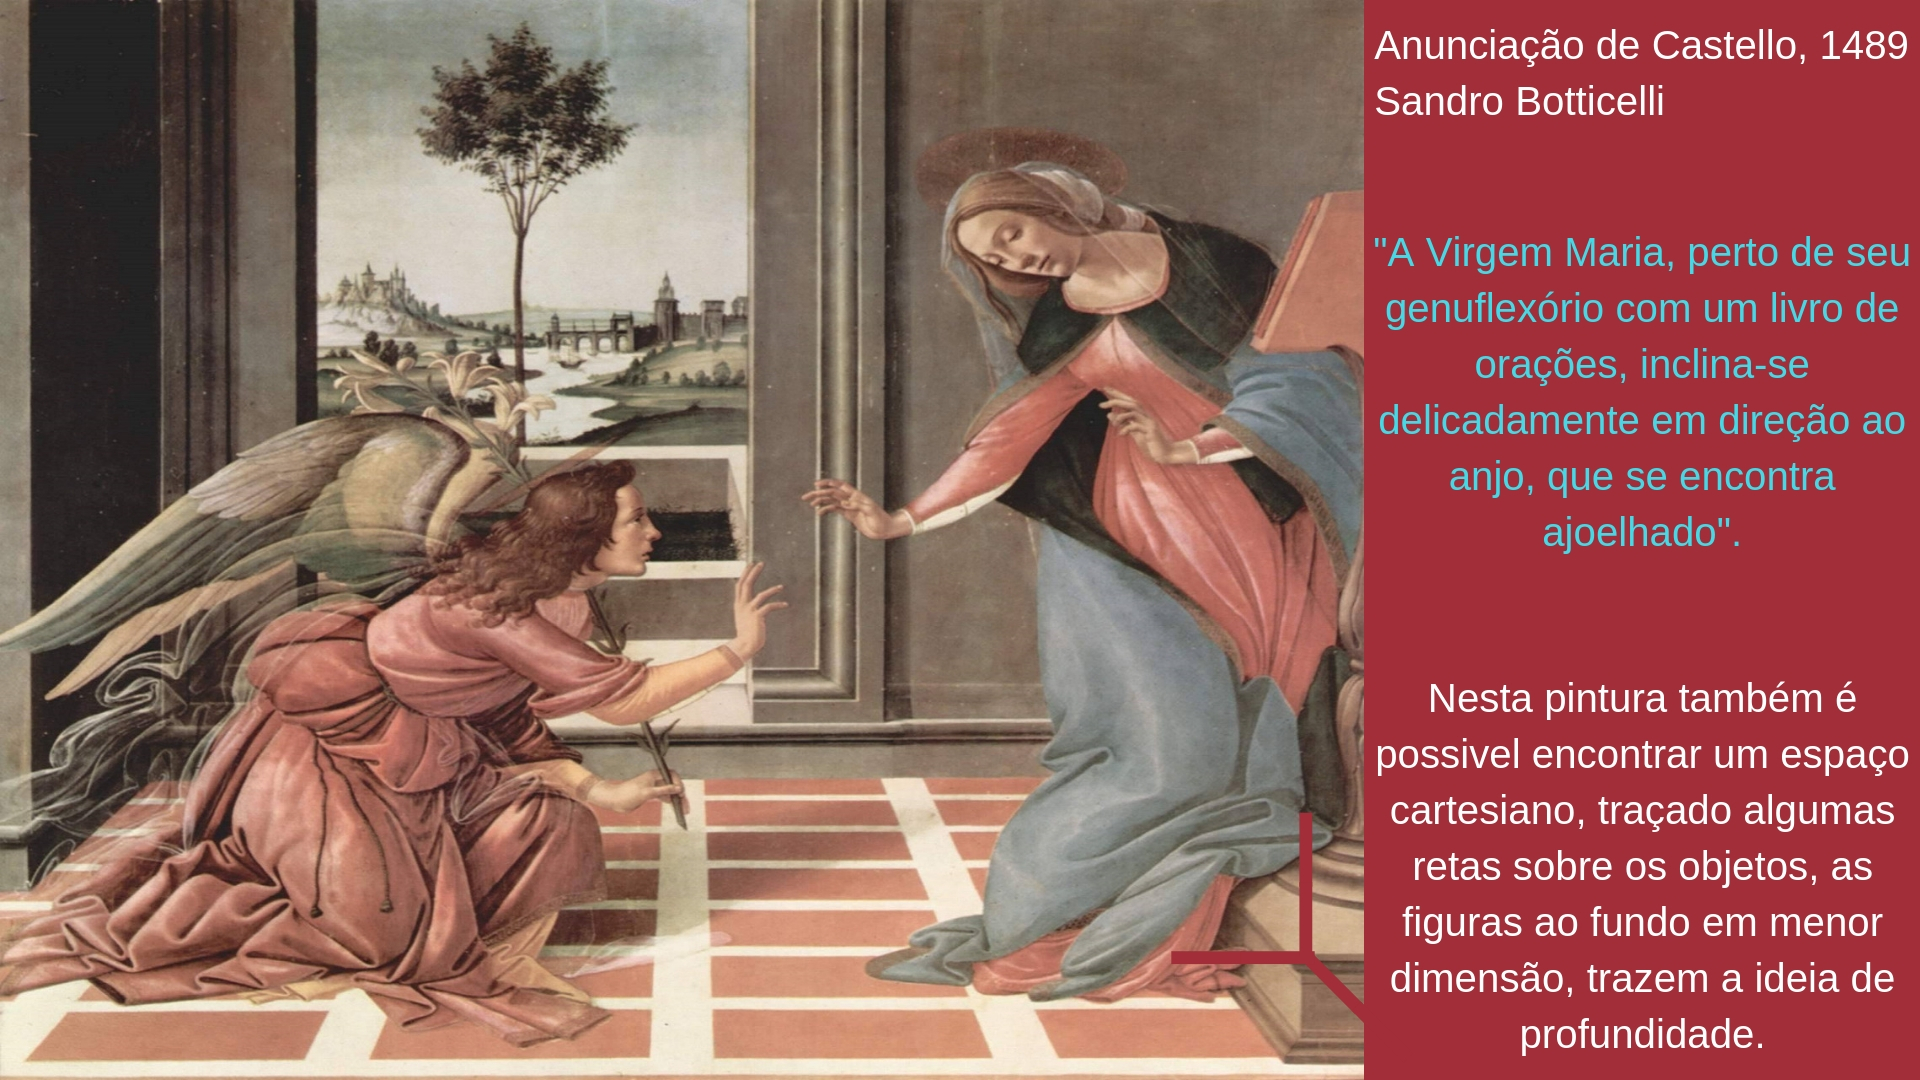 Anunciação de Castello, 1489
Sandro Botticelli
"A Virgem Maria, perto de seu
genuflexório com um livro de
orações, inclina-se
delicadamente em direção ao
anjo, que se encontra
ajoelhado".
Nesta pintura também é
possivel encontrar um espaço
cartesiano, traçado algumas
retas sobre os objetos, as
figuras ao fundo em menor
dimensão, trazem a ideia de
profundidade.